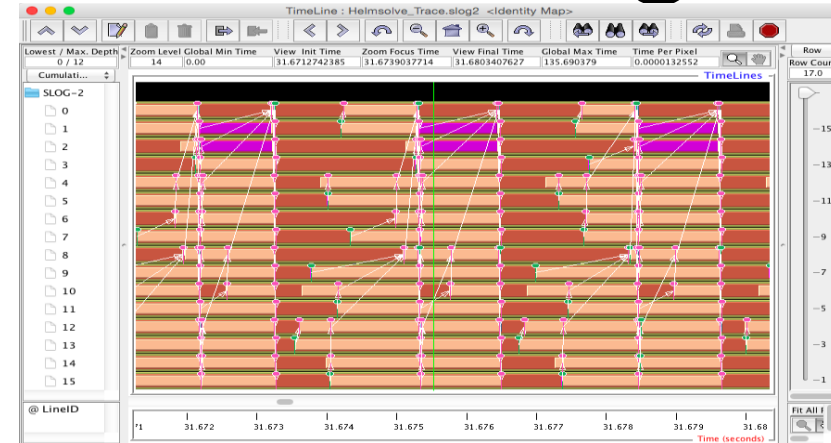 TimeLine : Helmsolve_Trace.slog2 <Identity Map>
Lowest / Max. Depth Zoom Level Global Min Time View Init Time Zoom Focus Time View Final Time Global Max Time Time Per Pixel Row
0 / 12 14 0.00 31.6712742385 31.6739037714 31.6803407627 135.690379 0.0000132552 Row Coun
17.0
Cumulati...
TimeLines
SLOG-2
0
1
2
3
4
5
6
7
8
9
10
11
12
13
14
15
15
13
11
9
7
5
3
1
@ LineID
Fit All
31.672 31.673 31.674 31.675 31.676 31.677 31.678 31.679 31.68
Time (seconds)